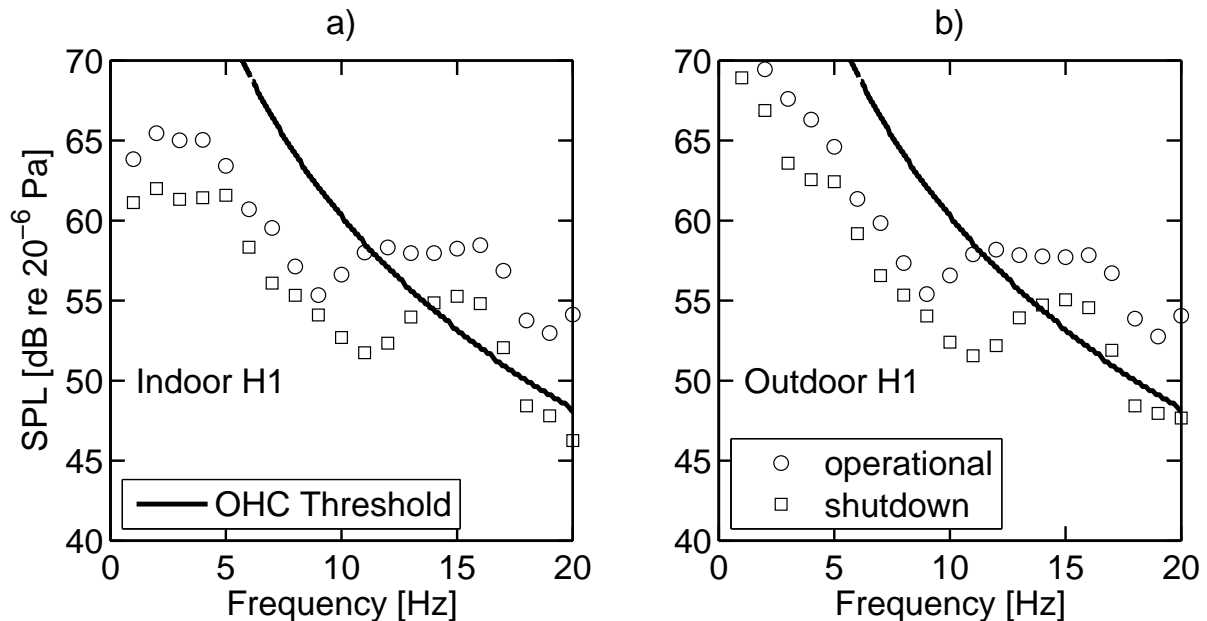 a)
b)
70
65
60
55
50
45
40
SPL [dB re 20⁻⁶ Pa]
Indoor H1
OHC Threshold
0
5
10
15
20
Frequency [Hz]
70
65
60
55
50
45
40
Outdoor H1
operational
shutdown
0
5
10
15
20
Frequency [Hz]